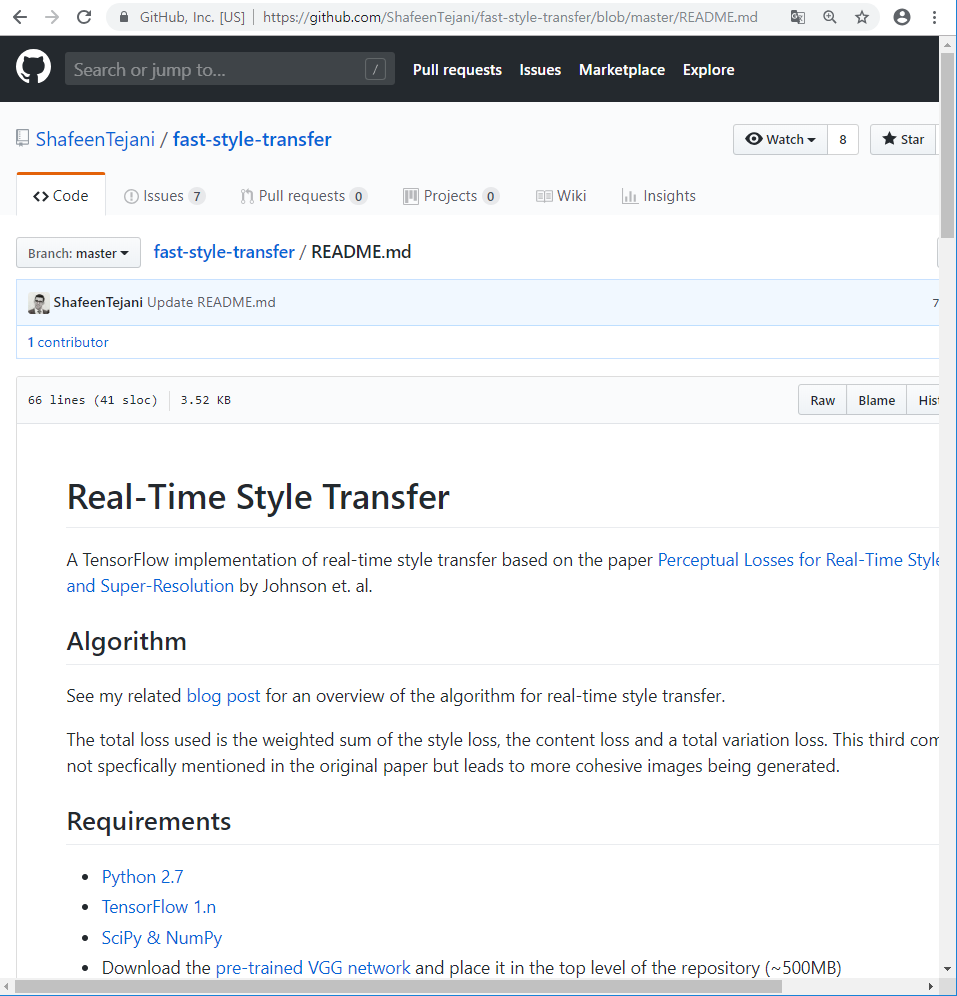 GitHub, Inc. [US] | https://github.com/ShafeenTejani/fast-style-transfer/blob/master/README.md
Search or jump to... / Pull requests Issues Marketplace Explore
ShafeenTejani / fast-style-transfer Watch 8 Star
Code Issues 7 Pull requests 0 Projects 0 Wiki Insights
Branch: master fast-style-transfer / README.md
ShafeenTejani Update README.md 7
1 contributor
66 lines (41 sloc) 3.52 KB Raw Blame Hist
Real-Time Style Transfer
A TensorFlow implementation of real-time style transfer based on the paper Perceptual Losses for Real-Time Style
and Super-Resolution by Johnson et. al.
Algorithm
See my related blog post for an overview of the algorithm for real-time style transfer.
The total loss used is the weighted sum of the style loss, the content loss and a total variation loss. This third com
not specfically mentioned in the original paper but leads to more cohesive images being generated.
Requirements
• Python 2.7
• TensorFlow 1.n
• SciPy & NumPy
• Download the pre-trained VGG network and place it in the top level of the repository (~500MB)